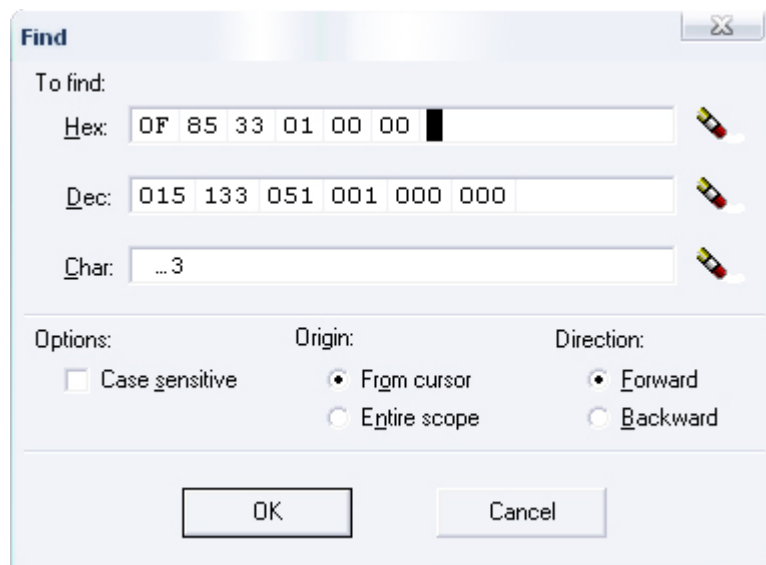 Find
To find:
Hex: 0F 85 33 01 00 00
Dec: 015 133 051 001 000 000
Char: …3
Options: Origin: Direction:
Case sensitive From cursor Forward
Entire scope Backward
OK Cancel